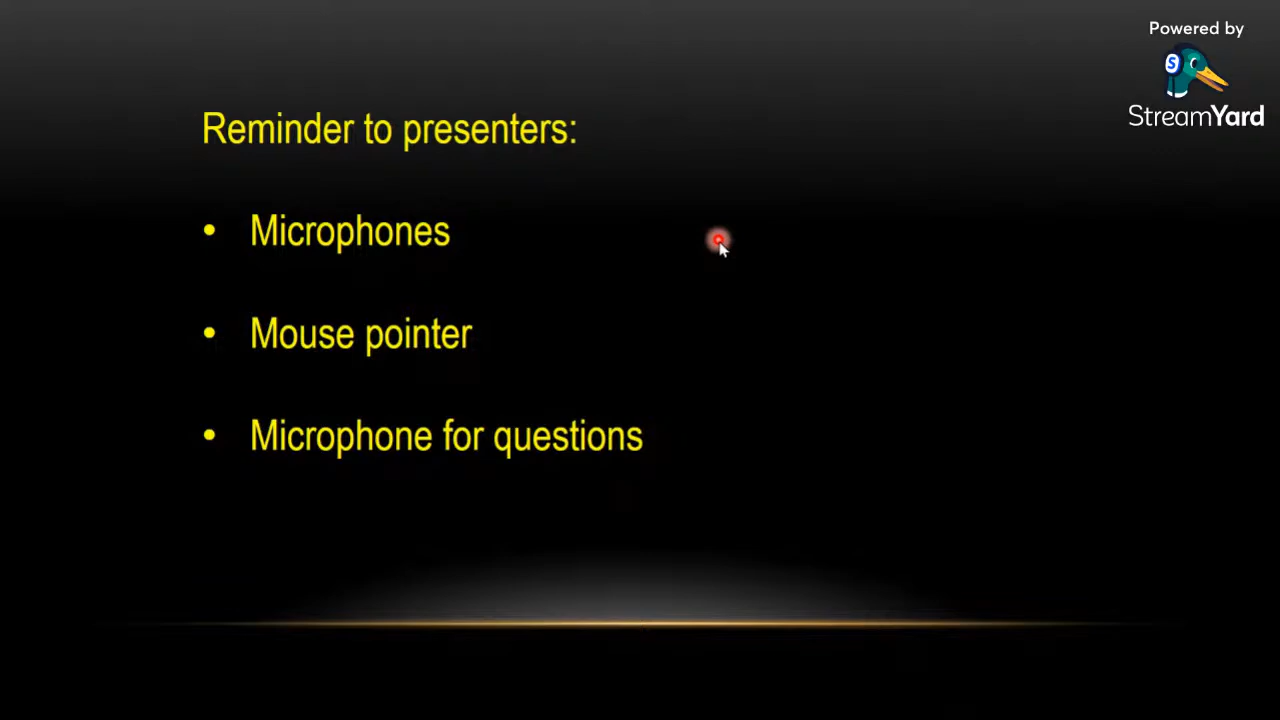 Powered by
S
StreamYard
Reminder to presenters:
• Microphones
• Mouse pointer
• Microphone for questions